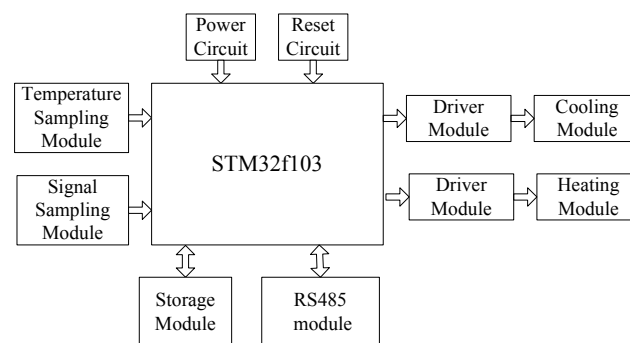 Power
Circuit
Reset
Circuit
Temperature
Sampling
Module
STM32f103
Driver
Module
Cooling
Module
Signal
Sampling
Module
Driver
Module
Heating
Module
Storage
Module
RS485
module